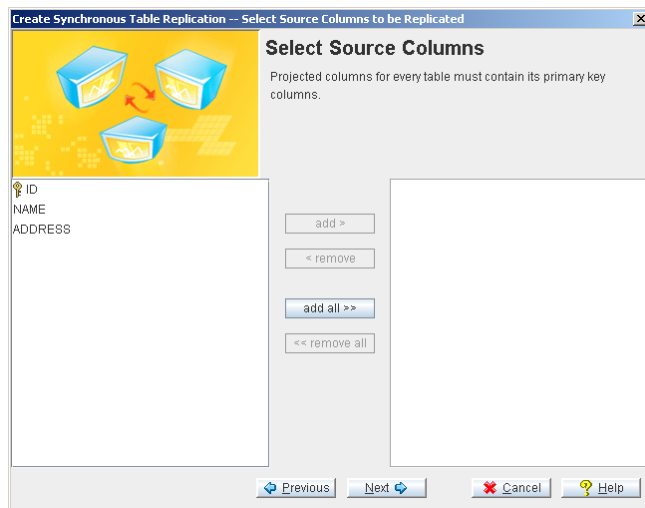 Create Synchronous Table Replication -- Select Source Columns to be Replicated
Select Source Columns
Projected columns for every table must contain its primary key
columns.
ID
NAME
ADDRESS
add >
< remove
add all >>
<< remove all
Previous
Next
Cancel
Help